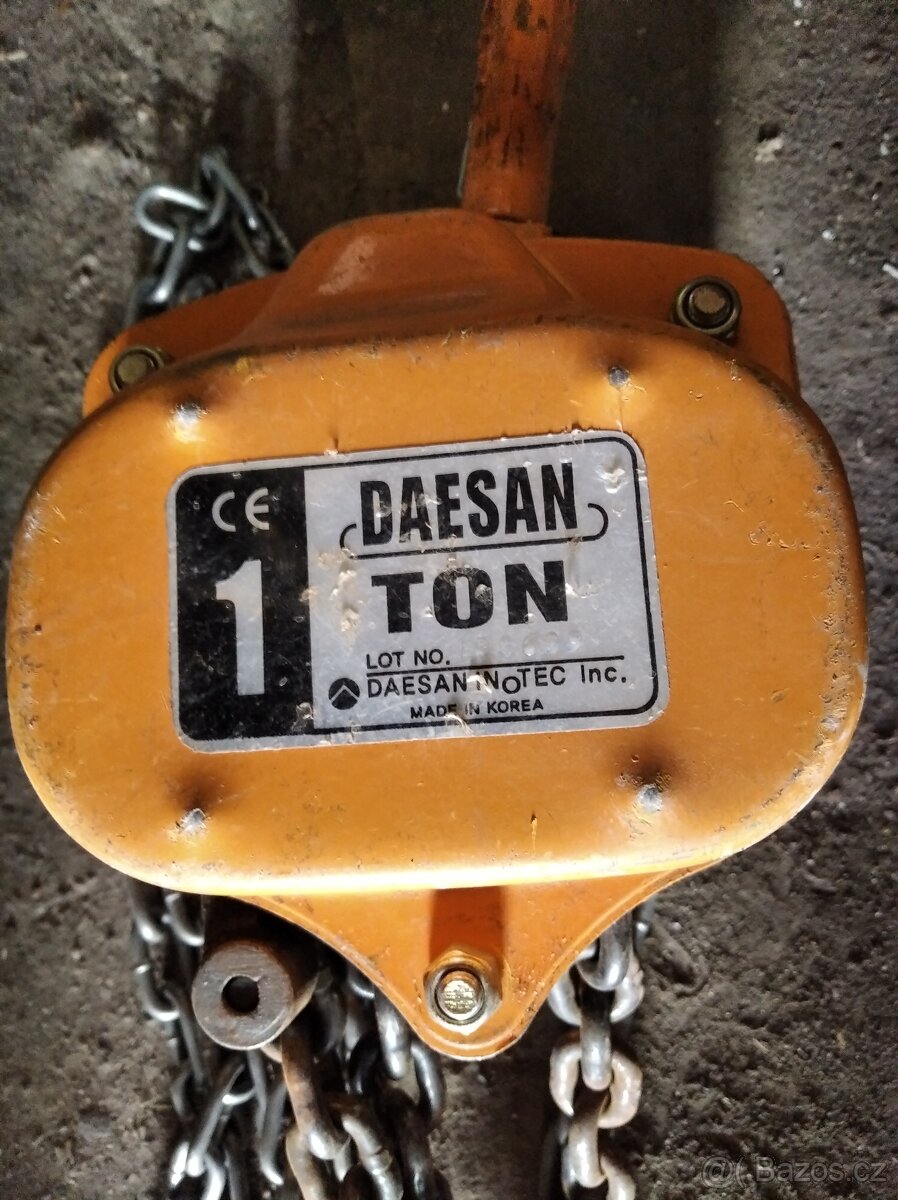 CE
1
DAESAN
TON
LOT NO.
DAESAN INOTEC Inc.
MADE IN KOREA
Bazos.cz